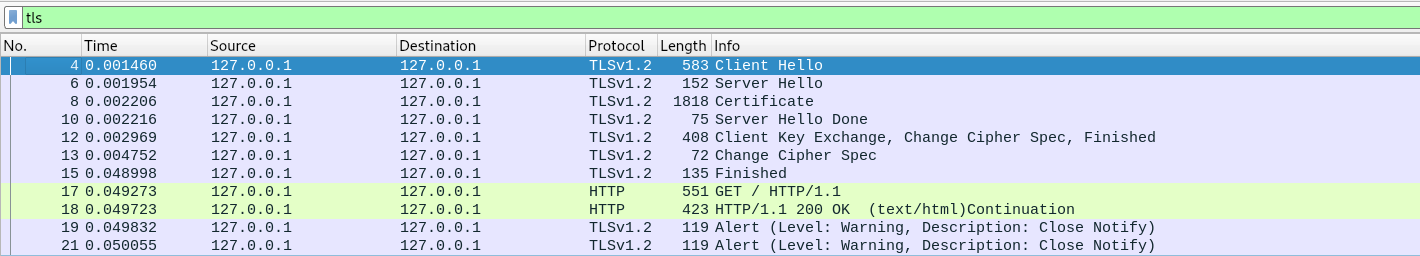 tls
No. Time Source Destination Protocol Length Info
4 0.001460 127.0.0.1 127.0.0.1 TLSv1.2 583 Client Hello
6 0.001954 127.0.0.1 127.0.0.1 TLSv1.2 152 Server Hello
8 0.002206 127.0.0.1 127.0.0.1 TLSv1.2 1818 Certificate
10 0.002216 127.0.0.1 127.0.0.1 TLSv1.2 75 Server Hello Done
12 0.002969 127.0.0.1 127.0.0.1 TLSv1.2 408 Client Key Exchange, Change Cipher Spec, Finished
13 0.004752 127.0.0.1 127.0.0.1 TLSv1.2 72 Change Cipher Spec
15 0.048998 127.0.0.1 127.0.0.1 TLSv1.2 135 Finished
17 0.049273 127.0.0.1 127.0.0.1 HTTP 551 GET / HTTP/1.1
18 0.049723 127.0.0.1 127.0.0.1 HTTP 423 HTTP/1.1 200 OK  (text/html)Continuation
19 0.049832 127.0.0.1 127.0.0.1 TLSv1.2 119 Alert (Level: Warning, Description: Close Notify)
21 0.050055 127.0.0.1 127.0.0.1 TLSv1.2 119 Alert (Level: Warning, Description: Close Notify)